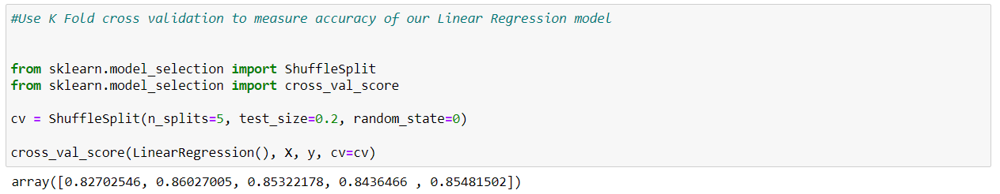 #Use K Fold cross validation to measure accuracy of our Linear Regression model
from sklearn.model_selection import ShuffleSplit
from sklearn.model_selection import cross_val_score
cv = ShuffleSplit(n_splits=5, test_size=0.2, random_state=0)
cross_val_score(LinearRegression(), X, y, cv=cv)
array([0.82702546, 0.86027005, 0.85322178, 0.8436466 , 0.85481502])